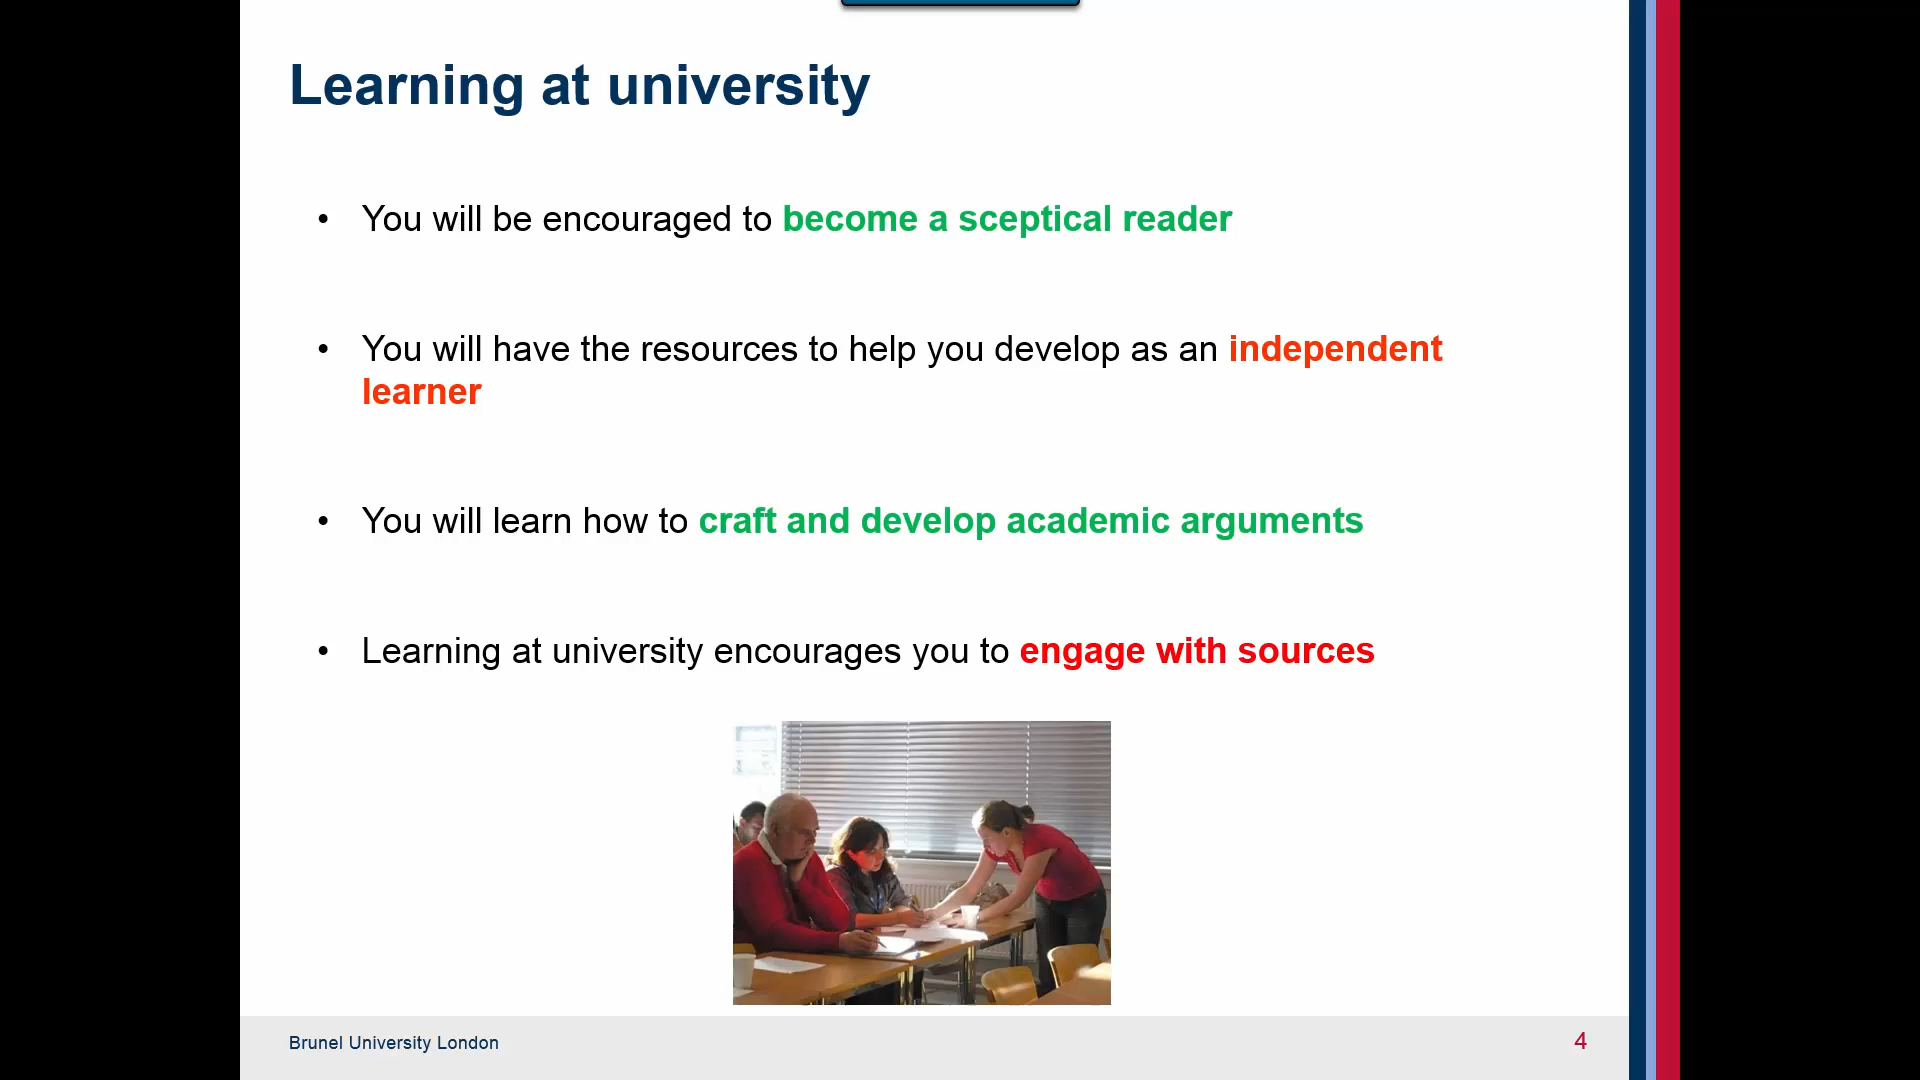 Learning at university
• You will be encouraged to become a sceptical reader
• You will have the resources to help you develop as an independent
learner
• You will learn how to craft and develop academic arguments
• Learning at university encourages you to engage with sources
Brunel University London
4